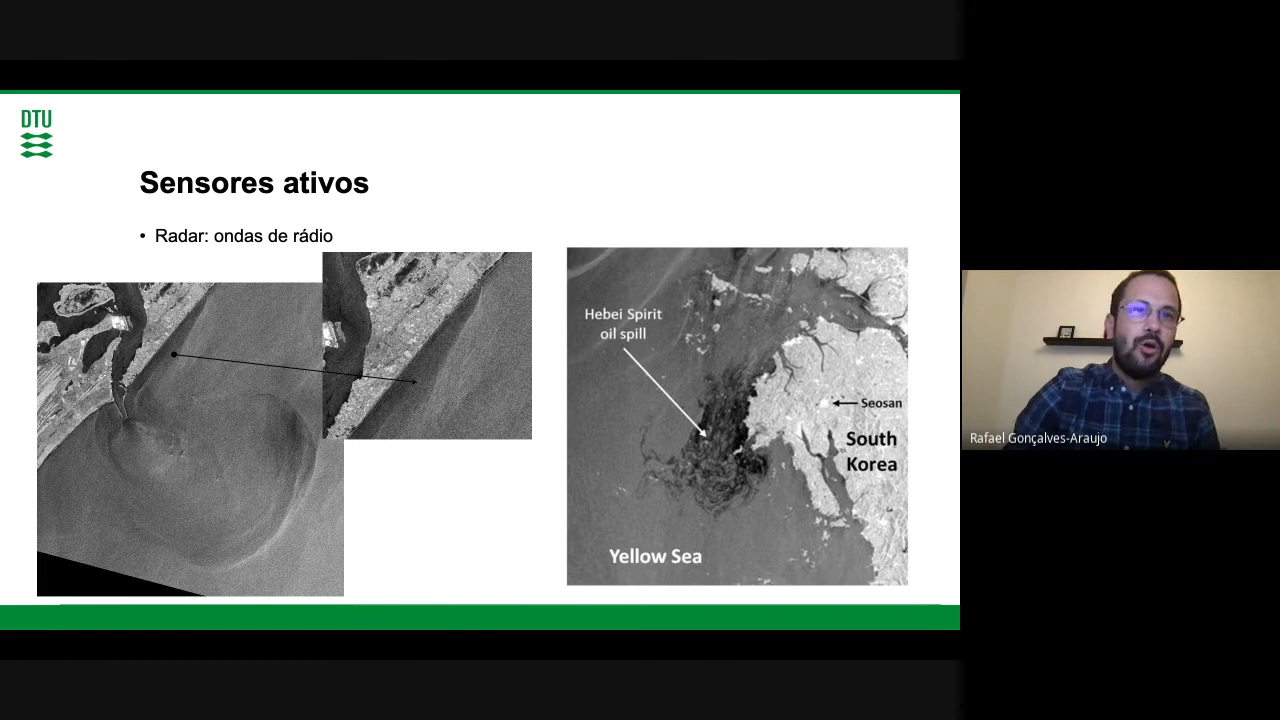 DTU
Sensores ativos
• Radar: ondas de rádio
Hebei Spirit
oil spill
Seosan
South
Korea
Yellow Sea
Rafael Gonçalves-Araujo